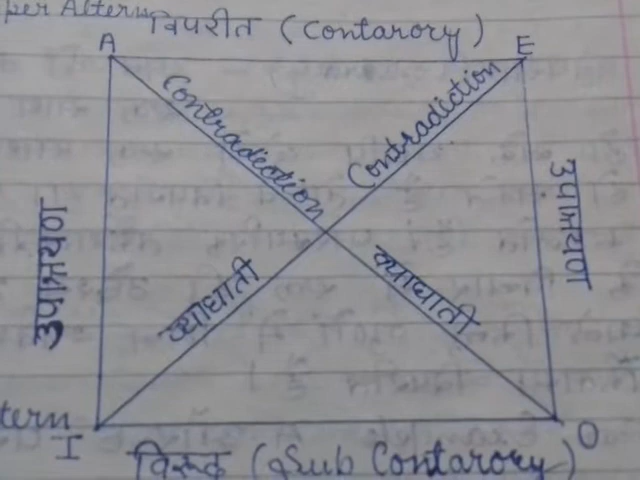 per Altern
विपरीत (Contarory)
A
E
Contradiction
Contradiction
उपाश्रयण
उपाश्रयण
व्याघाती
व्याघाती
tern
I
O
विरूद्ध (Sub Contarory)